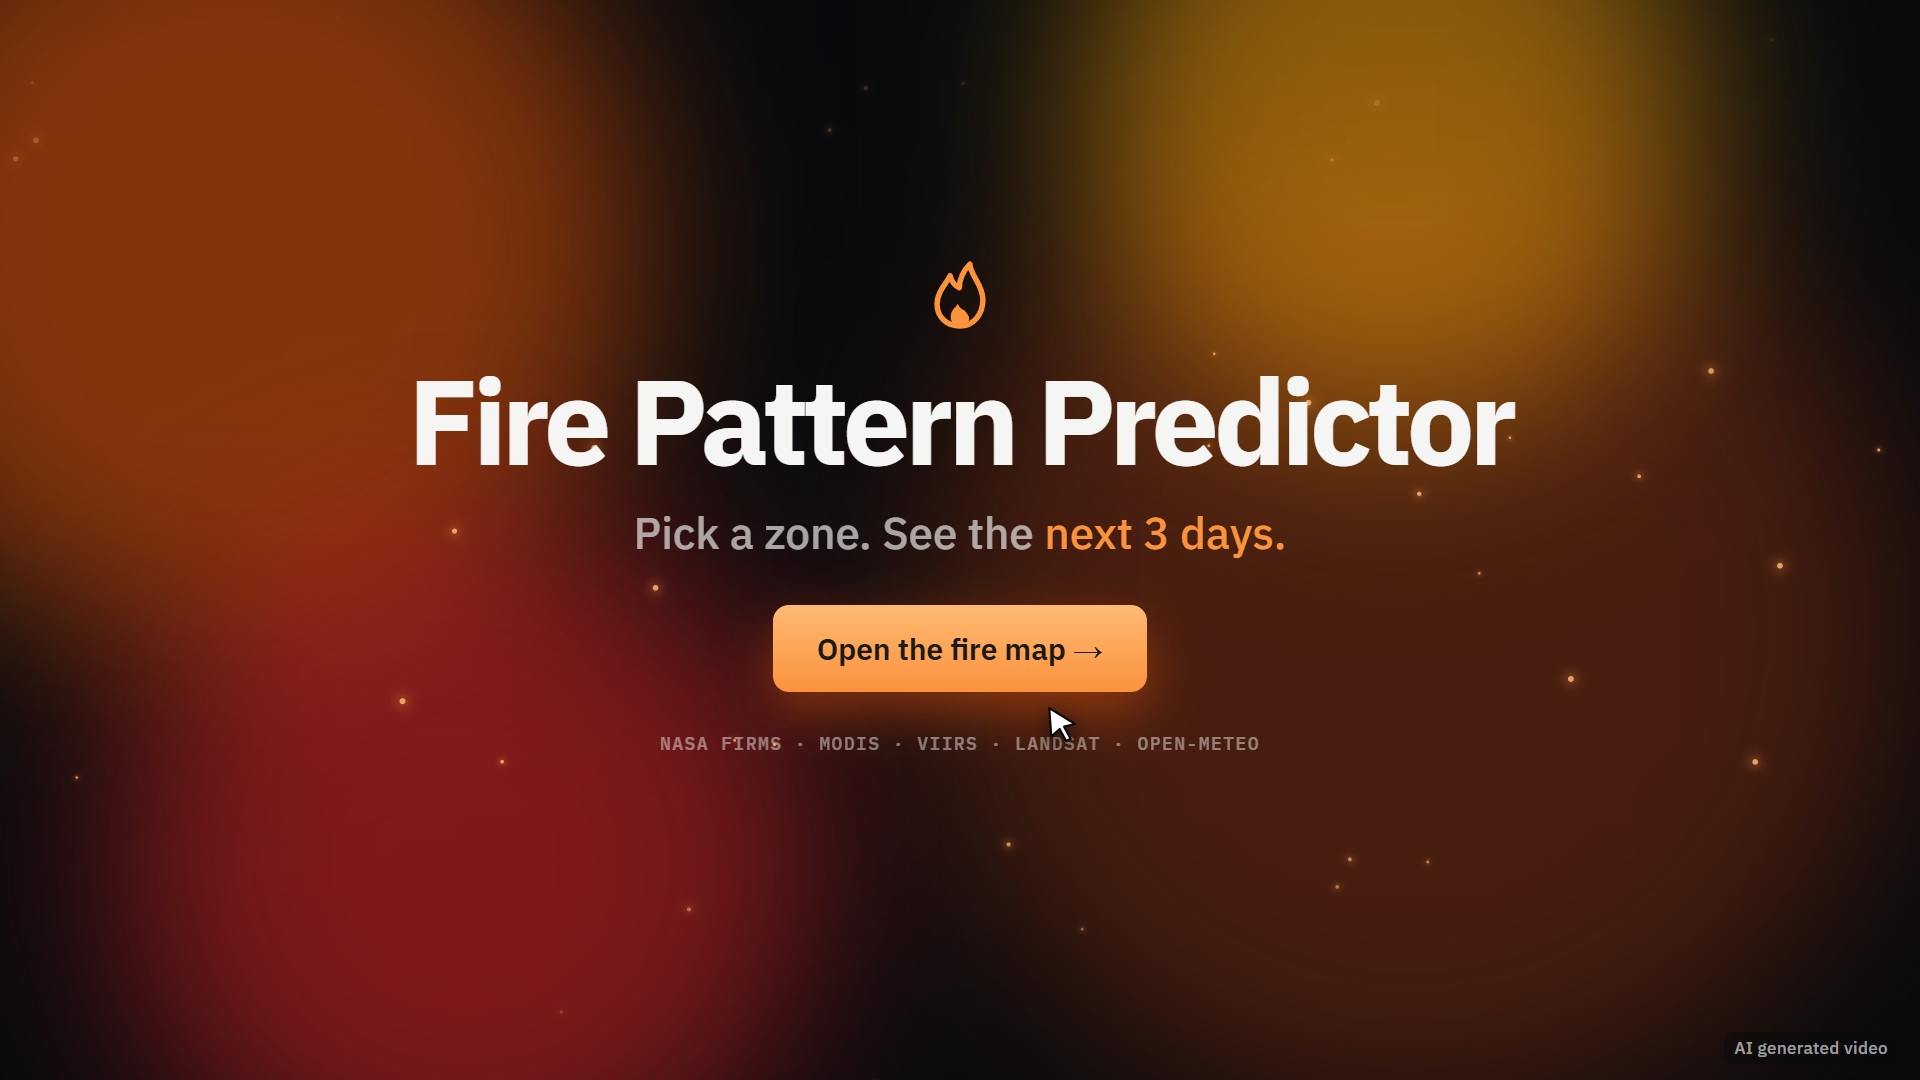 Fire Pattern Predictor
Pick a zone. See the next 3 days.
Open the fire map →
NASA FIRMS · MODIS · VIIRS · LANDSAT · OPEN-METEO
AI generated video